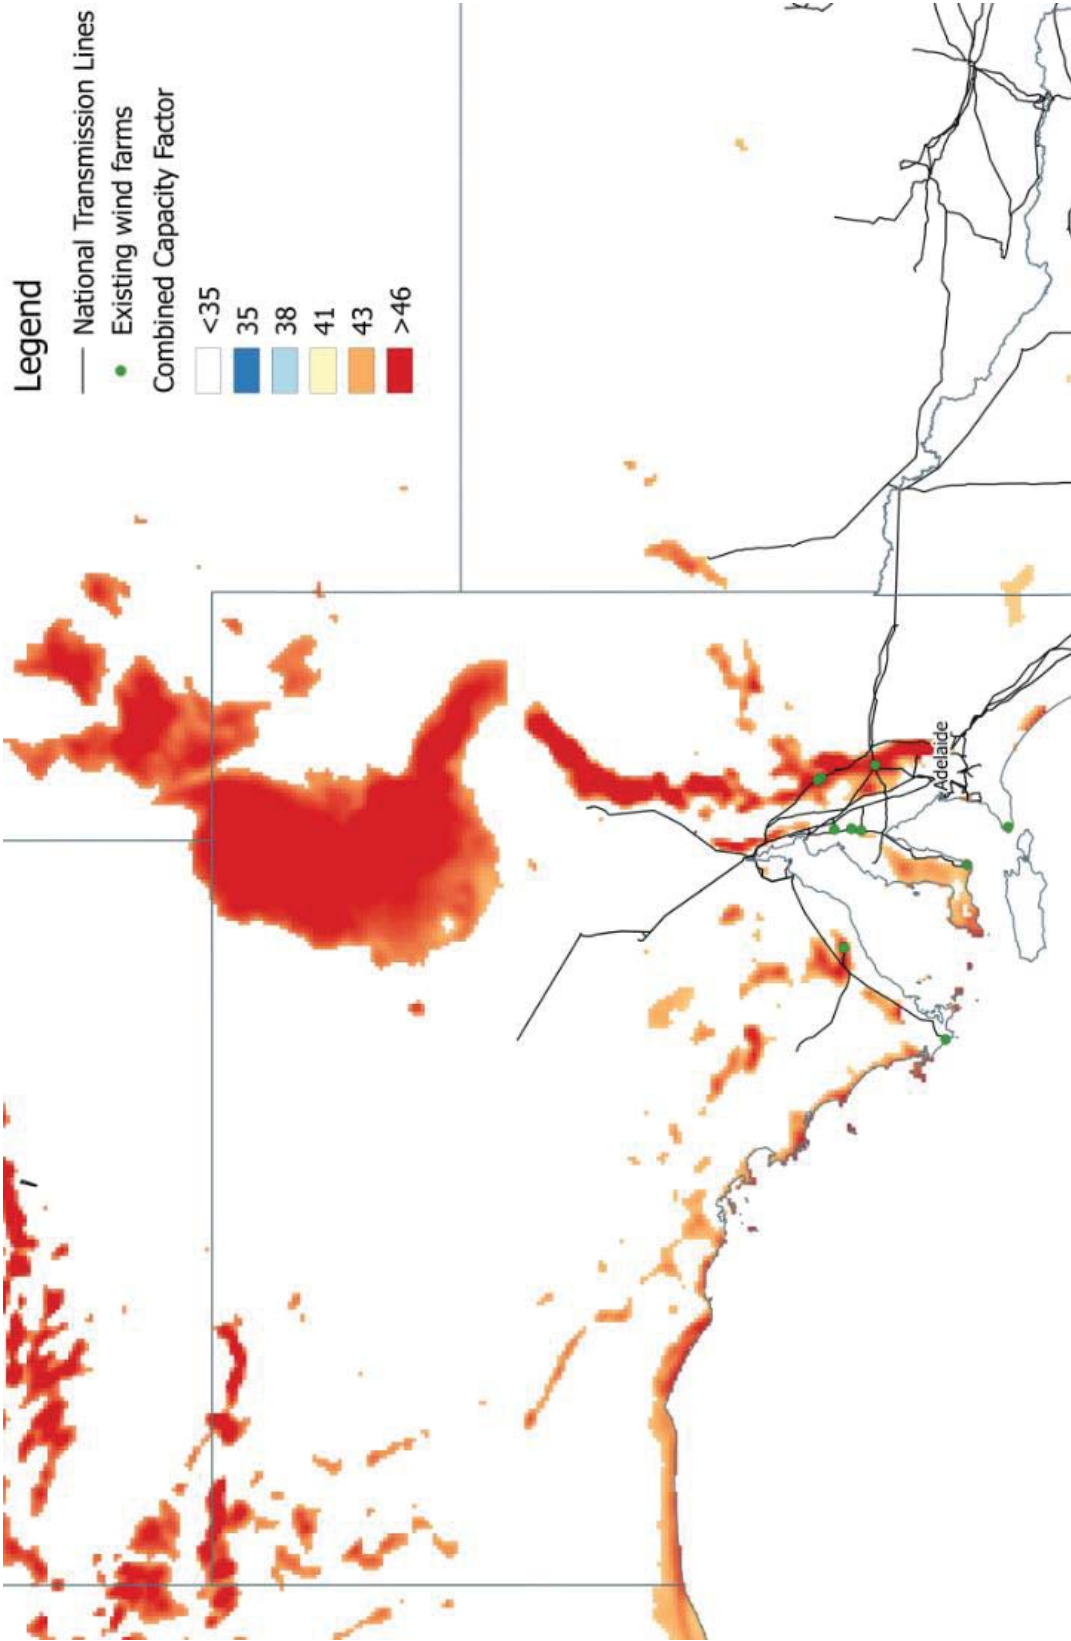 Legend
National Transmission Lines
Existing wind farms
Combined Capacity Factor
<35
35
38
41
43
>46
Adelaide